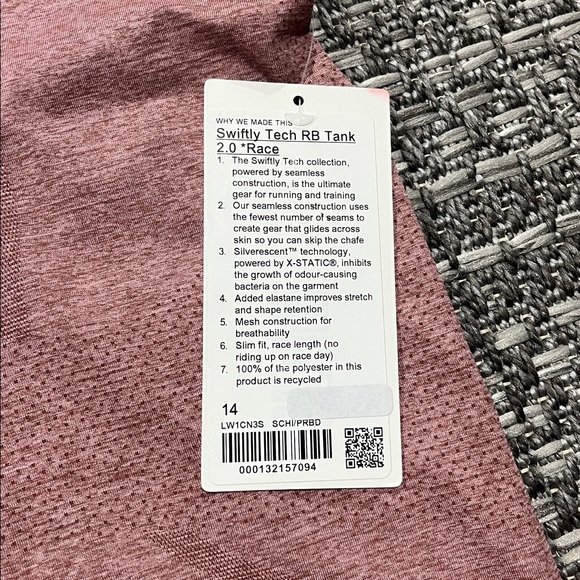 WHY WE MADE THIS
Swiftly Tech RB Tank
2.0 *Race
1. The Swiftly Tech collection,
powered by seamless
construction, is the ultimate
gear for running and training
2. Our seamless construction uses
the fewest number of seams to
create gear that glides across
skin so you can skip the chafe
3. Silverescent™ technology,
powered by X-STATIC®, inhibits
the growth of odour-causing
bacteria on the garment
4. Added elastane improves stretch
and shape retention
5. Mesh construction for
breathability
6. Slim fit, race length (no
riding up on race day)
7. 100% of the polyester in this
product is recycled
14
LW1CN3S SCHI/PRBD
000132157094